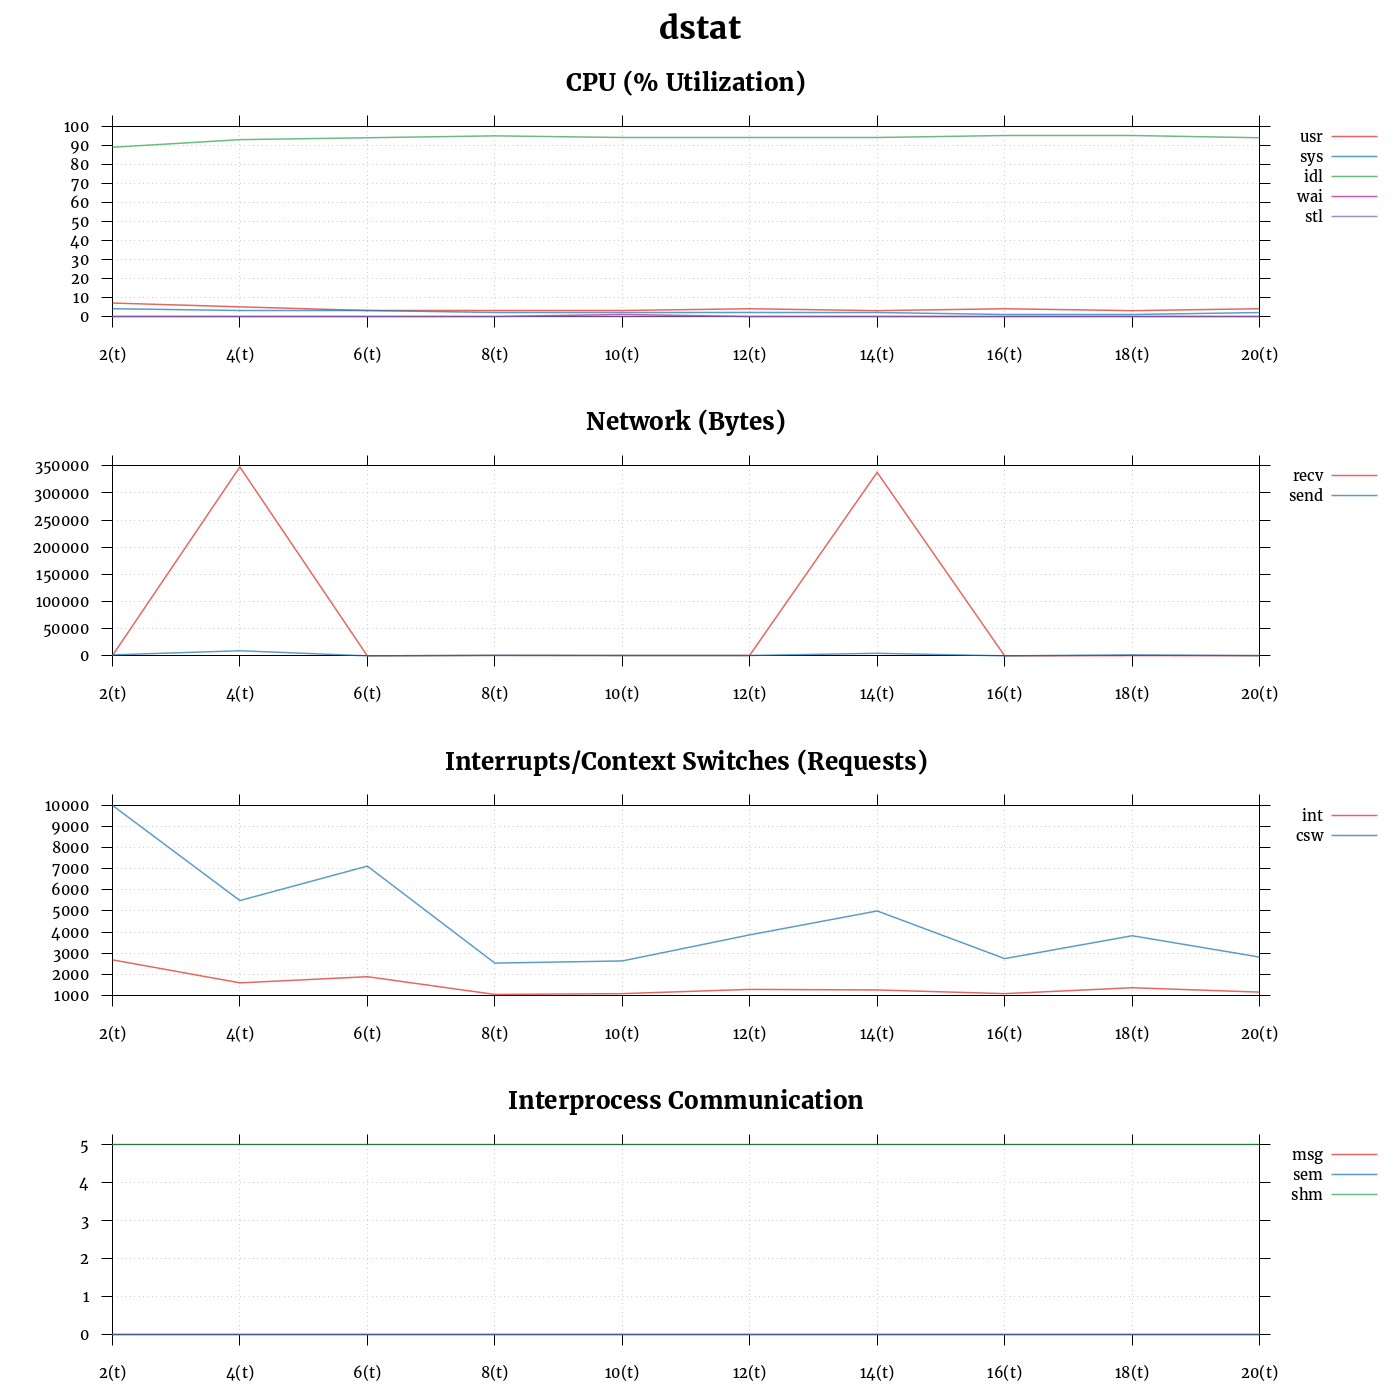 dstat
CPU (% Utilization)
100
90
80
70
60
50
40
30
20
10
0
2(t) 4(t) 6(t) 8(t) 10(t) 12(t) 14(t) 16(t) 18(t) 20(t)
usr
sys
idl
wai
stl
Network (Bytes)
350000
300000
250000
200000
150000
100000
50000
0
2(t) 4(t) 6(t) 8(t) 10(t) 12(t) 14(t) 16(t) 18(t) 20(t)
recv
send
Interrupts/Context Switches (Requests)
10000
9000
8000
7000
6000
5000
4000
3000
2000
1000
2(t) 4(t) 6(t) 8(t) 10(t) 12(t) 14(t) 16(t) 18(t) 20(t)
int
csw
Interprocess Communication
5
4
3
2
1
0
2(t) 4(t) 6(t) 8(t) 10(t) 12(t) 14(t) 16(t) 18(t) 20(t)
msg
sem
shm